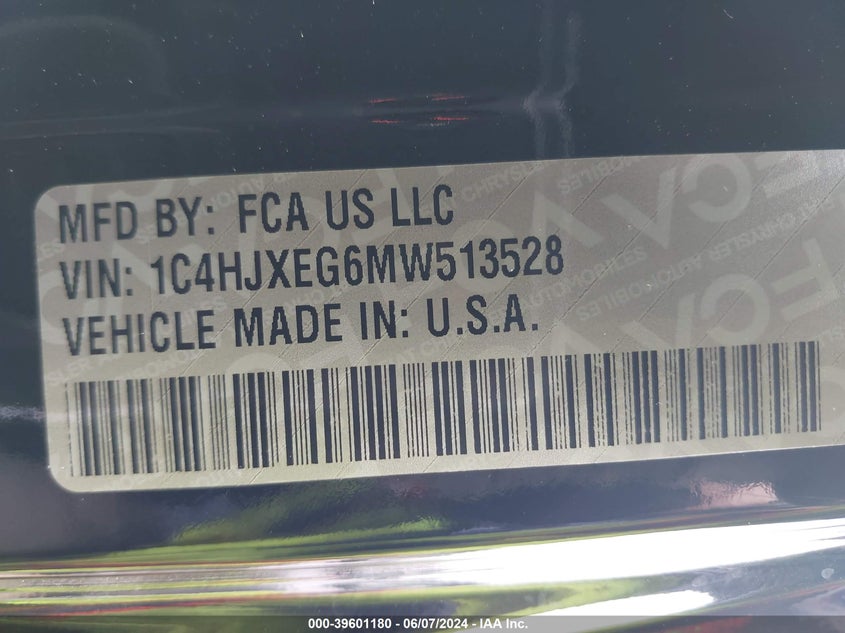 MFD BY: FCA US LLC
VIN: 1C4HJXEG6MW513528
VEHICLE MADE IN: U.S.A.
000-39601180 - 06/07/2024 - IAA Inc.